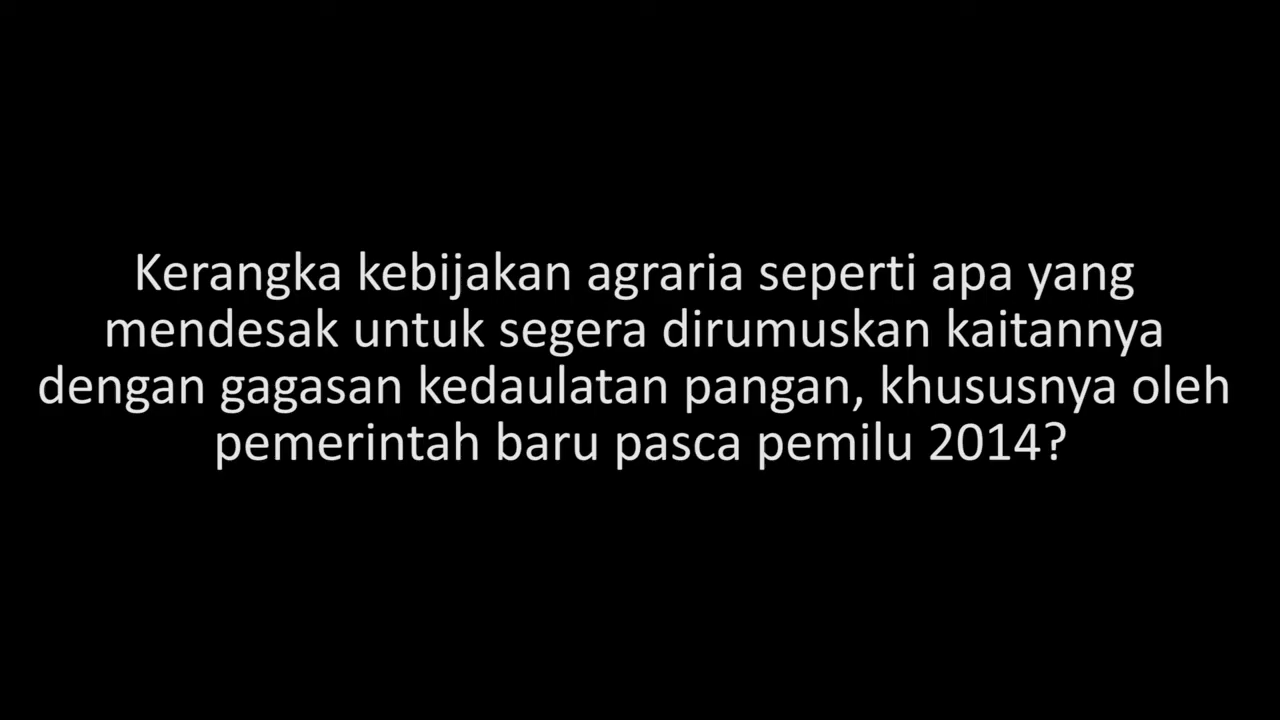 Kerangka kebijakan agraria seperti apa yang
mendesak untuk segera dirumuskan kaitannya
dengan gagasan kedaulatan pangan, khususnya oleh
pemerintah baru pasca pemilu 2014?